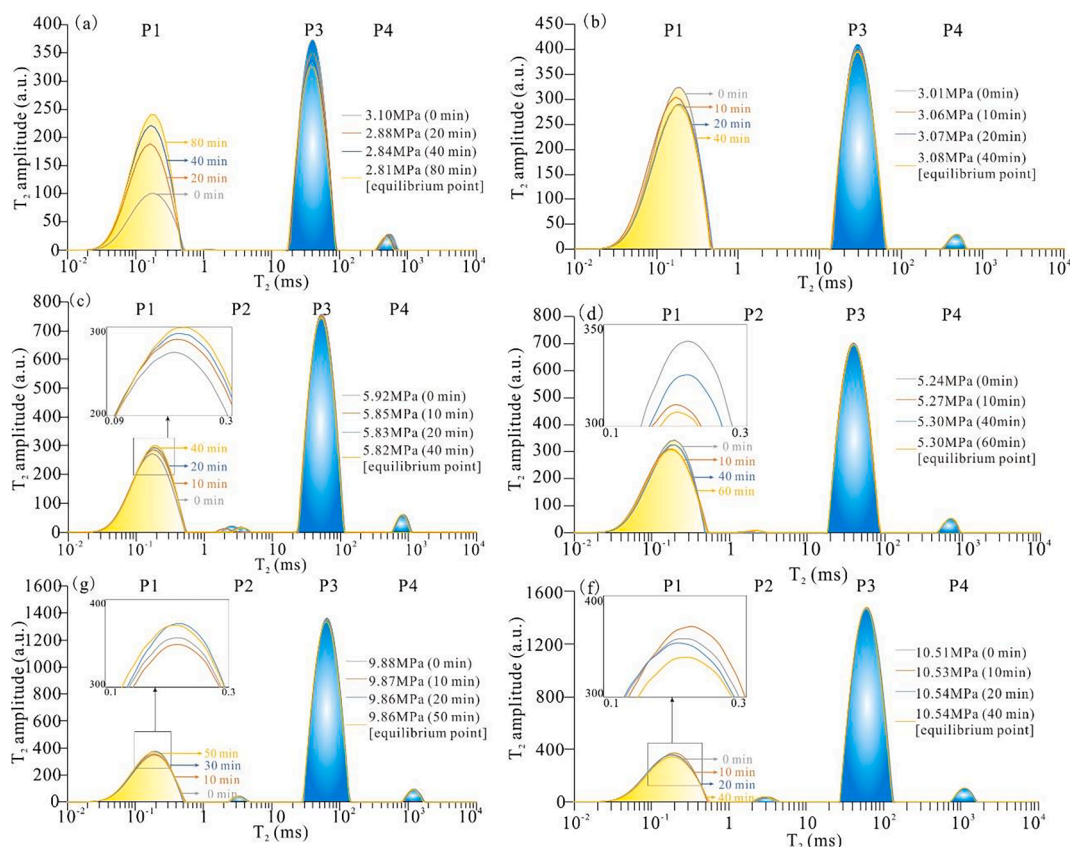 (a)
P1
P3
P4
400
350
300
250
200
150
100
50
0
T2 amplitude (a.u.)
80 min
40 min
20 min
0 min
3.10MPa (0 min)
2.88MPa (20 min)
2.84MPa (40 min)
2.81MPa (80 min)
[equilibrium point]
10-2
10-1
1
10
102
103
104
T2 (ms)
(b)
P1
P3
P4
450
400
350
300
250
200
150
100
50
0
T2 amplitude (a.u.)
0 min
10 min
20 min
40 min
3.01MPa (0min)
3.06MPa (10min)
3.07MPa (20min)
3.08MPa (40min)
[equilibrium point]
10-2
10-1
1
10
102
103
104
T2 (ms)
(c)
P1
P2
P3
P4
800
700
600
500
400
300
200
100
0
T2 amplitude (a.u.)
300
200
0.09
0.3
40 min
20 min
10 min
0 min
5.92MPa (0 min)
5.85MPa (10 min)
5.83MPa (20 min)
5.82MPa (40 min)
[equilibrium point]
10-2
10-1
1
10
102
103
104
T2 (ms)
(d)
P1
P2
P3
P4
800
700
600
500
400
300
200
100
0
T2 amplitude (a.u.)
350
300
0.1
0.3
0 min
10 min
40 min
60 min
5.24MPa (0min)
5.27MPa (10min)
5.30MPa (40min)
5.30MPa (60min)
[equilibrium point]
10-2
10-1
1
10
102
103
104
T2 (ms)
(g)
P1
P2
P3
P4
1600
1400
1200
1000
800
600
400
200
0
T2 amplitude (a.u.)
400
300
0.1
0.3
50 min
30 min
10 min
0 min
9.88MPa (0 min)
9.87MPa (10 min)
9.86MPa (20 min)
9.86MPa (50 min)
[equilibrium point]
10-2
10-1
1
10
102
103
104
T2 (ms)
(f)
P1
P2
P3
P4
1600
1200
800
400
0
T2 amplitude (a.u.)
400
300
0.1
0.3
0 min
10 min
20 min
40 min
10.51MPa (0 min)
10.53MPa (10min)
10.54MPa (20 min)
10.54MPa (40 min)
[equilibrium point]
10-2
10-1
1
10
102
103
104
T2 (ms)